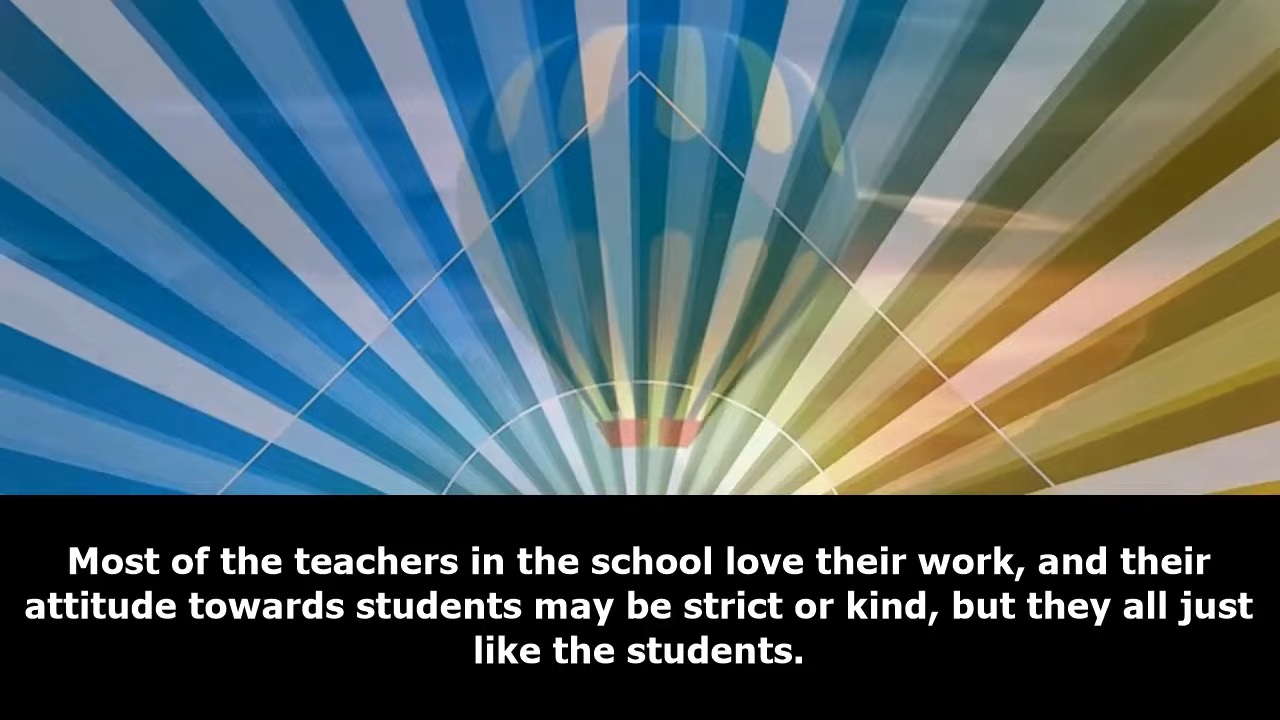 Most of the teachers in the school love their work, and their
attitude towards students may be strict or kind, but they all just
like the students.